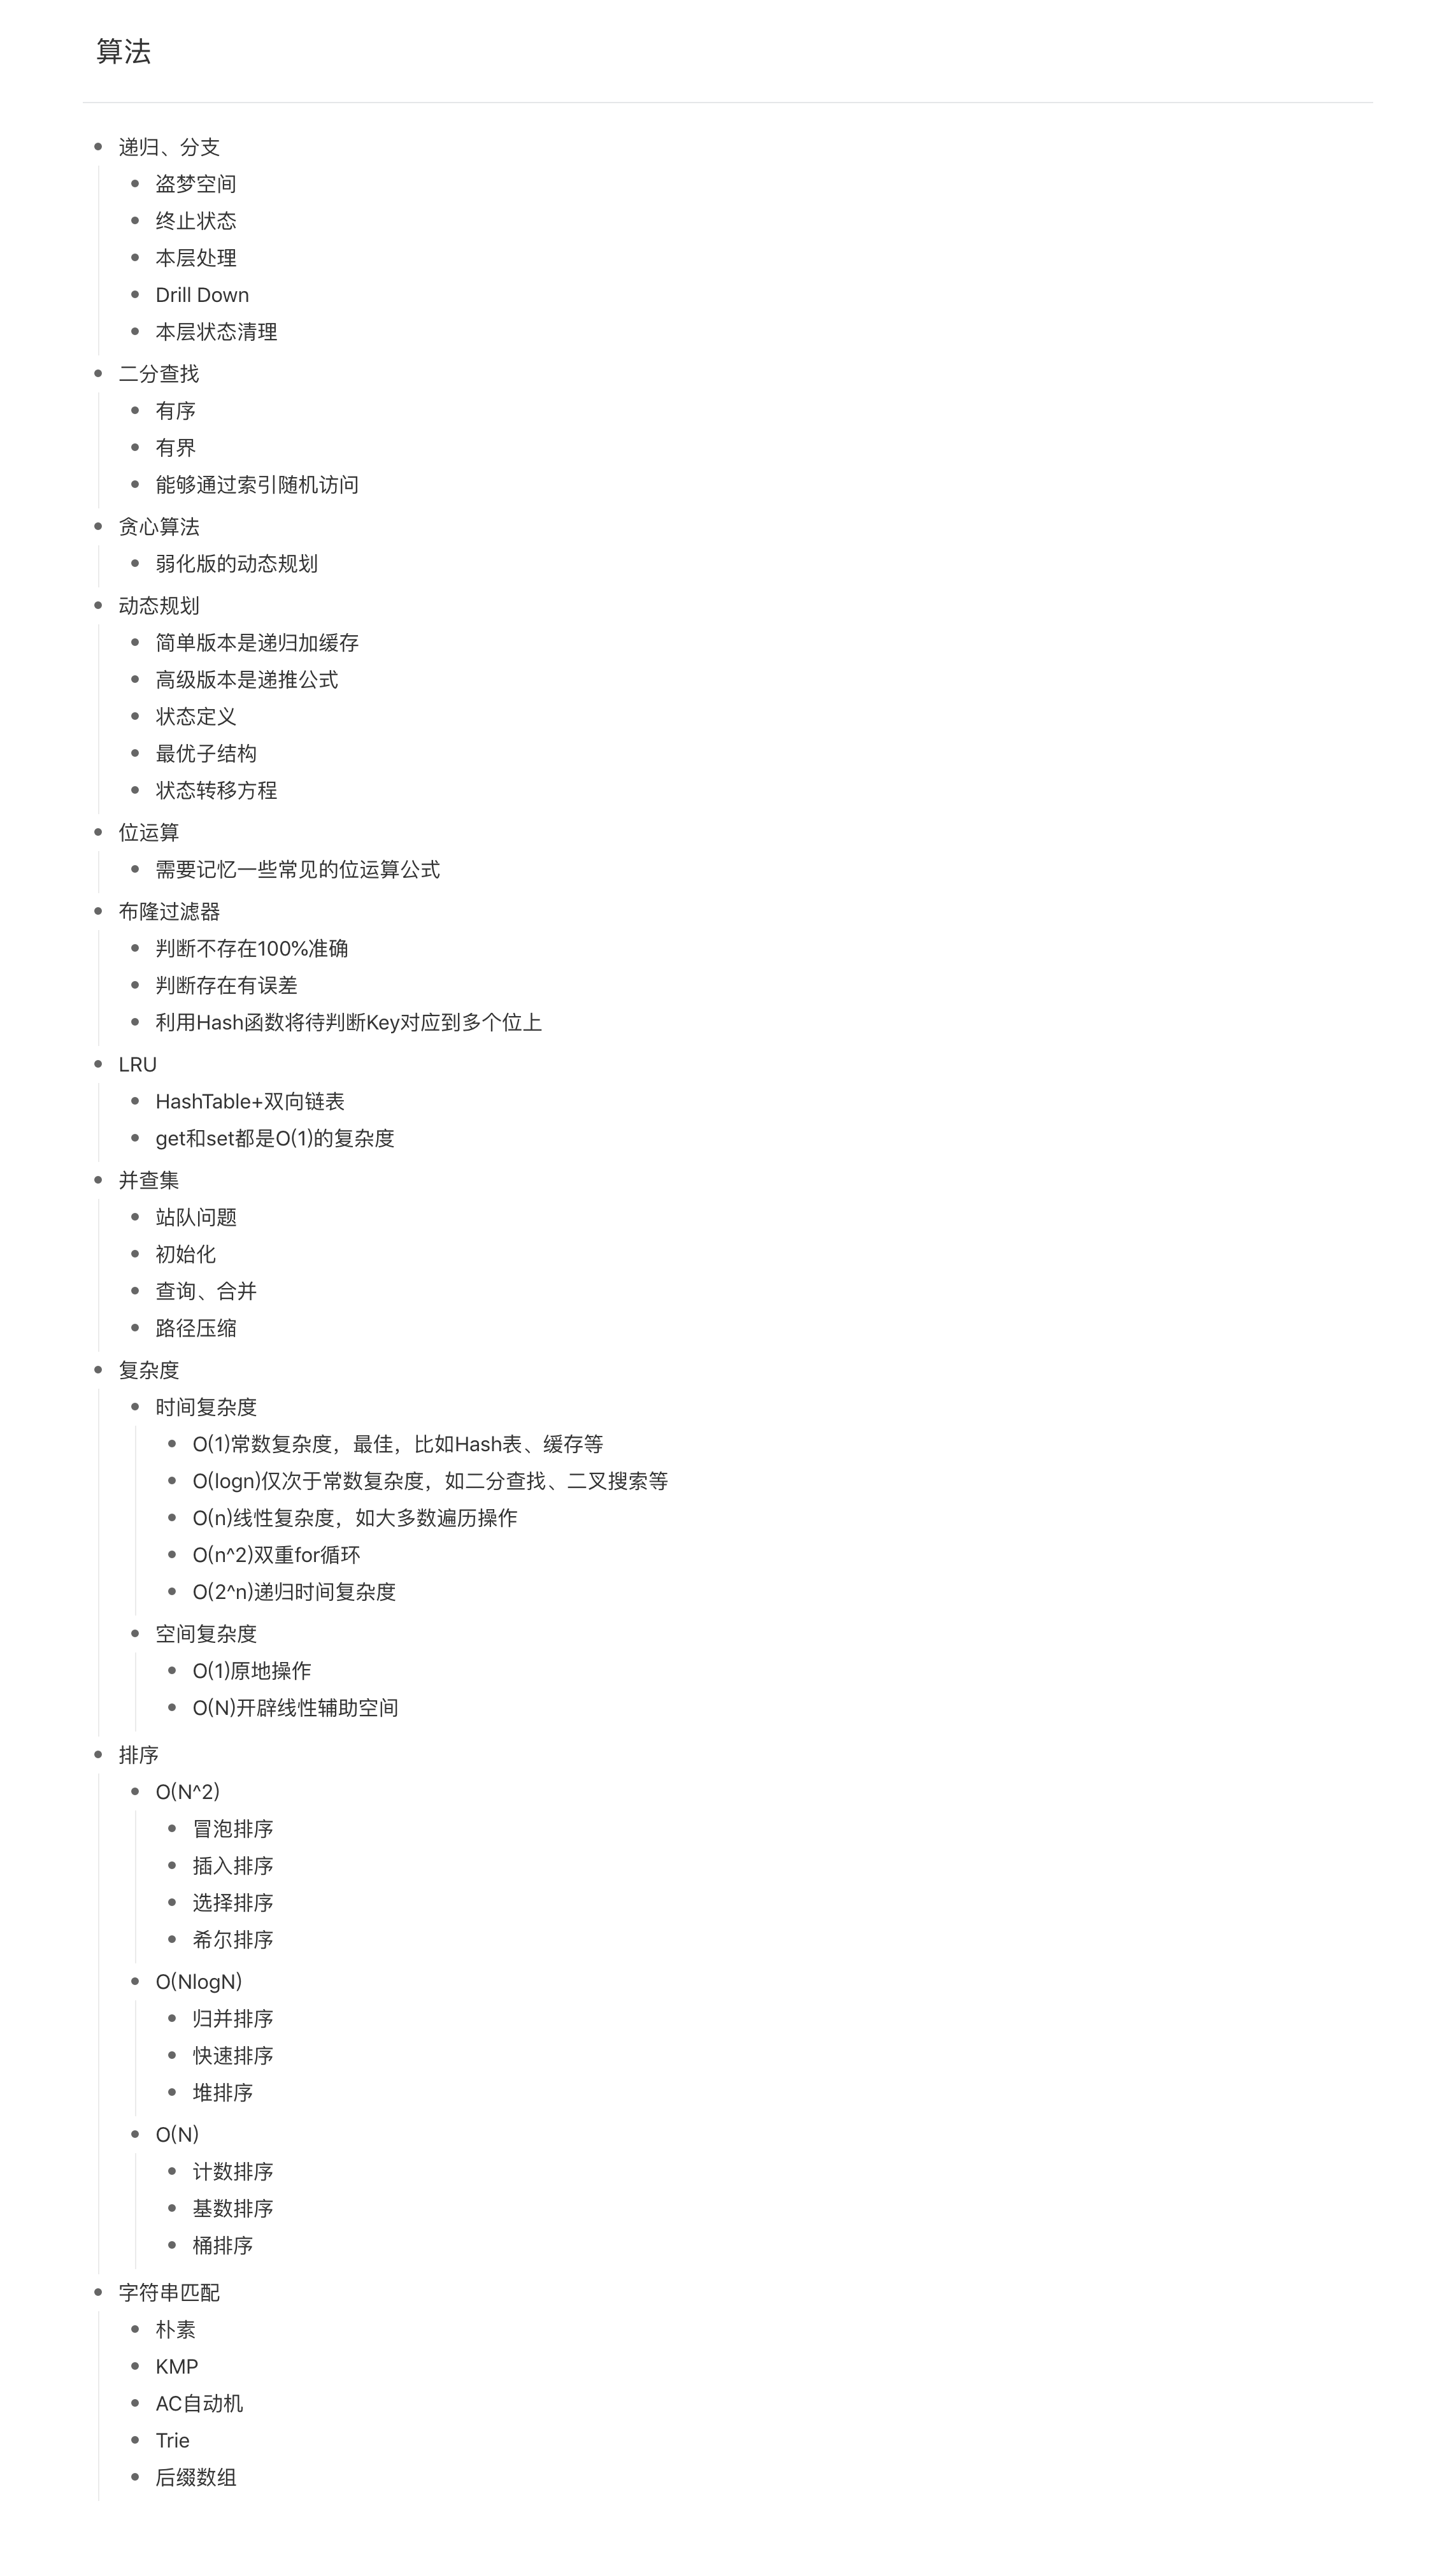 算法
递归、分支
盗梦空间
终止状态
本层处理
Drill Down
本层状态清理
二分查找
有序
有界
能够通过索引随机访问
贪心算法
弱化版的动态规划
动态规划
简单版本是递归加缓存
高级版本是递推公式
状态定义
最优子结构
状态转移方程
位运算
需要记忆一些常见的位运算公式
布隆过滤器
判断不存在100%准确
判断存在有误差
利用Hash函数将待判断Key对应到多个位上
LRU
HashTable+双向链表
get和set都是O(1)的复杂度
并查集
站队问题
初始化
查询、合并
路径压缩
复杂度
时间复杂度
O(1)常数复杂度，最佳，比如Hash表、缓存等
O(logn)仅次于常数复杂度，如二分查找、二叉搜索等
O(n)线性复杂度，如大多数遍历操作
O(n^2)双重for循环
O(2^n)递归时间复杂度
空间复杂度
O(1)原地操作
O(N)开辟线性辅助空间
排序
O(N^2)
冒泡排序
插入排序
选择排序
希尔排序
O(NlogN)
归并排序
快速排序
堆排序
O(N)
计数排序
基数排序
桶排序
字符串匹配
朴素
KMP
AC自动机
Trie
后缀数组